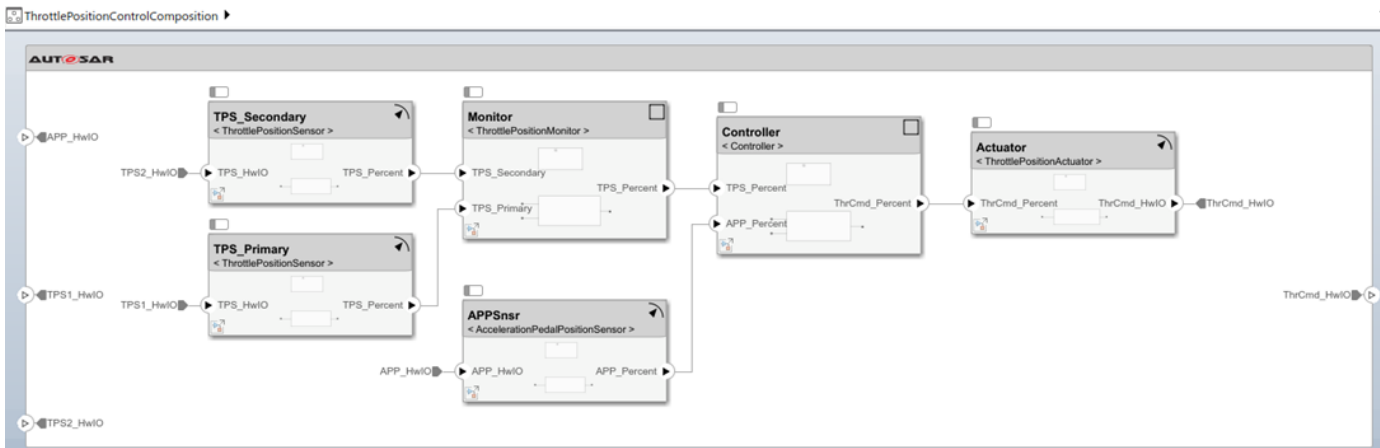 ThrottlePositionControlComposition
AUTOSAR
APP_HwIO
TPS2_HwIO
TPS_Secondary
< ThrottlePositionSensor >
TPS_HwIO
TPS_Percent
Monitor
< ThrottlePositionMonitor >
TPS_Secondary
TPS_Percent
TPS_Primary
Controller
< Controller >
TPS_Percent
ThrCmd_Percent
APP_Percent
Actuator
< ThrottlePositionActuator >
ThrCmd_Percent
ThrCmd_HwIO
ThrCmd_HwIO
TPS1_HwIO
TPS1_HwIO
TPS_Primary
< ThrottlePositionSensor >
TPS_HwIO
TPS_Percent
APPSnsr
< AccelerationPedalPositionSensor >
APP_HwIO
APP_HwIO
APP_Percent
ThrCmd_HwIO
TPS2_HwIO